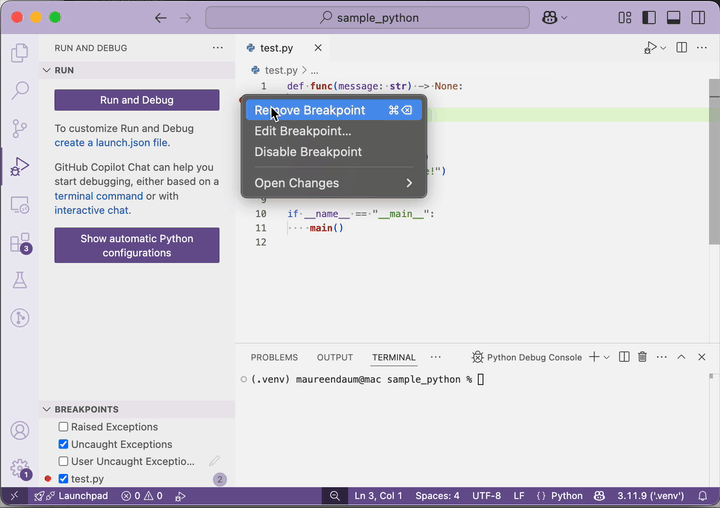 sample_python
RUN AND DEBUG
RUN
Run and Debug
To customize Run and Debug
create a launch.json file.
GitHub Copilot Chat can help you
start debugging, either based on a
terminal command or with
interactive chat.
Show automatic Python
configurations
3
1
BREAKPOINTS
Raised Exceptions
Uncaught Exceptions
User Uncaught Exceptio...
test.py
2
test.py
test.py > ...
1 def func(message: str) -> None:
Remove Breakpoint ⌘⌫
Edit Breakpoint...
Disable Breakpoint
Open Changes
!")
9
10 if __name__ == "__main__":
11 ····main()
12
PROBLEMS OUTPUT TERMINAL ··· Python Debug Console
(.venv) maureendaum@mac sample_python %
Launchpad 0 0 Ln 3, Col 1 Spaces: 4 UTF-8 LF {} Python 3.11.9 ('.venv')